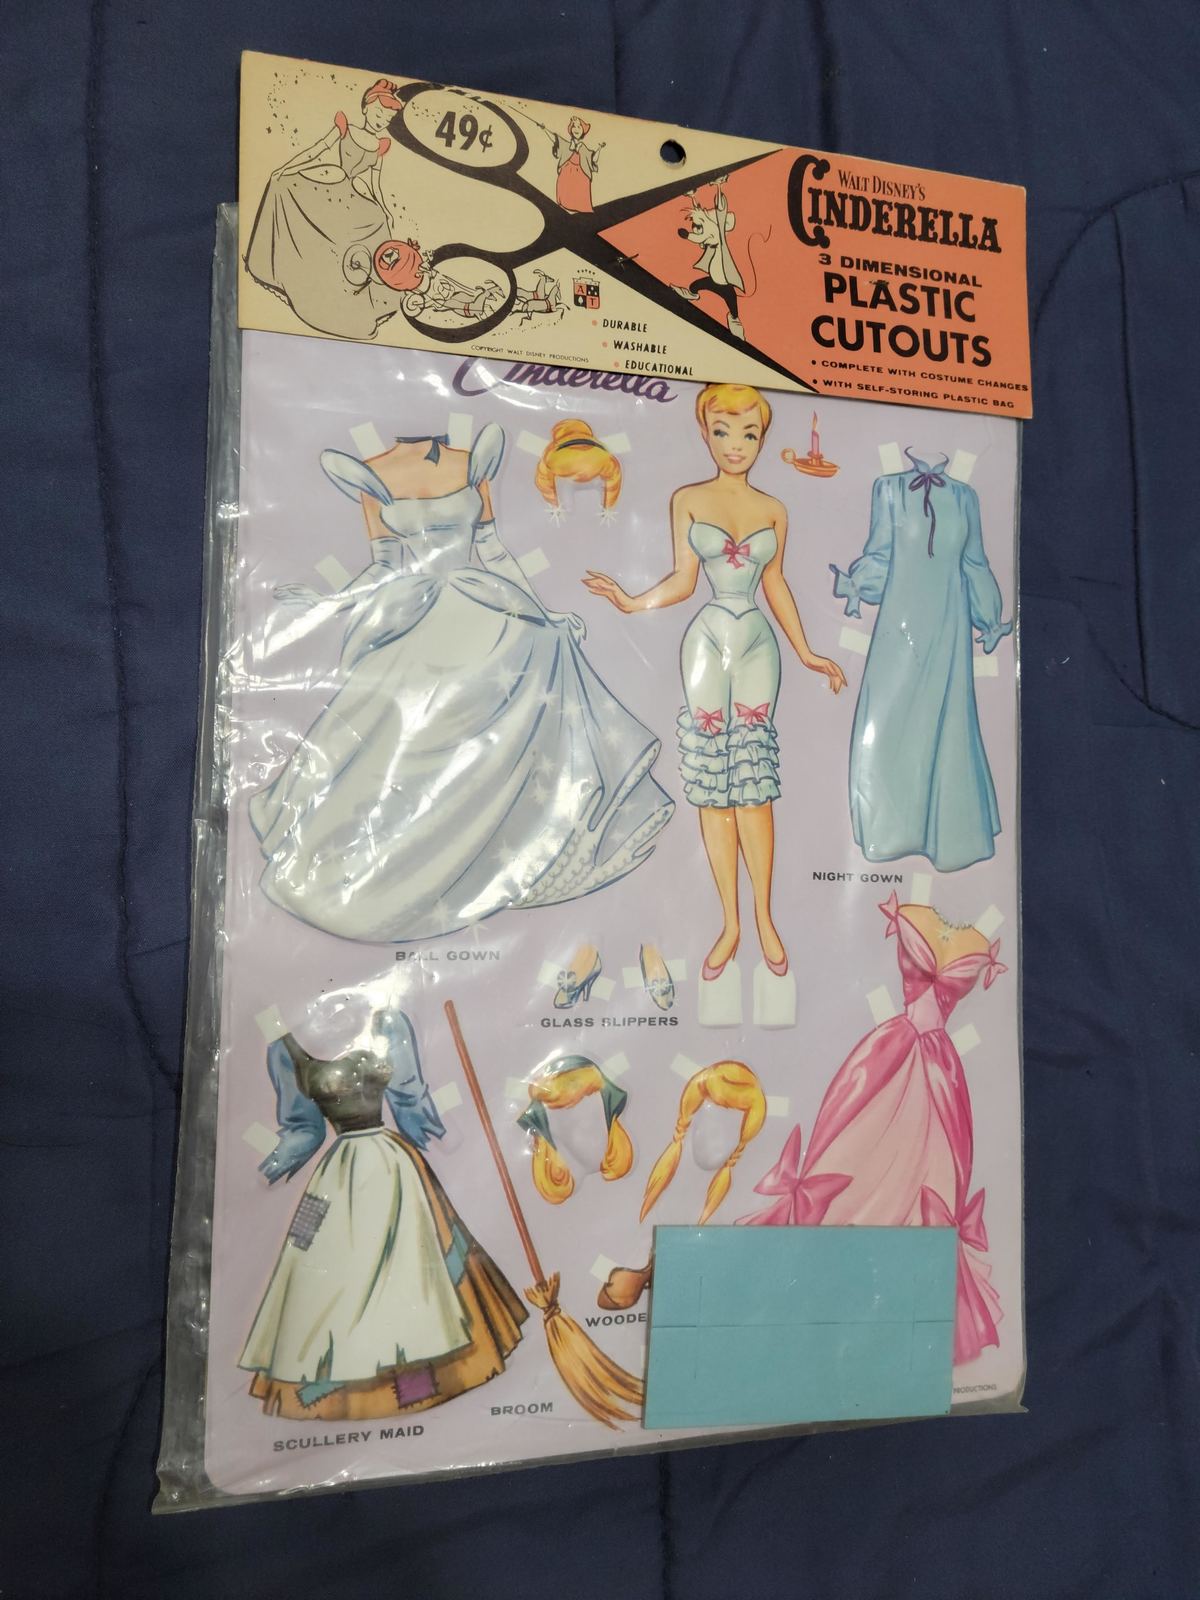 49¢
WALT DISNEY'S
CINDERELLA
3 DIMENSIONAL
PLASTIC
CUTOUTS
• COMPLETE WITH COSTUME CHANGES
• WITH SELF-STORING PLASTIC BAG
A
T
• DURABLE
• WASHABLE
• EDUCATIONAL
COPYRIGHT WALT DISNEY PRODUCTIONS
Cinderella
NIGHT GOWN
BALL GOWN
GLASS SLIPPERS
WOODE
PRODUCTIONS
BROOM
SCULLERY MAID